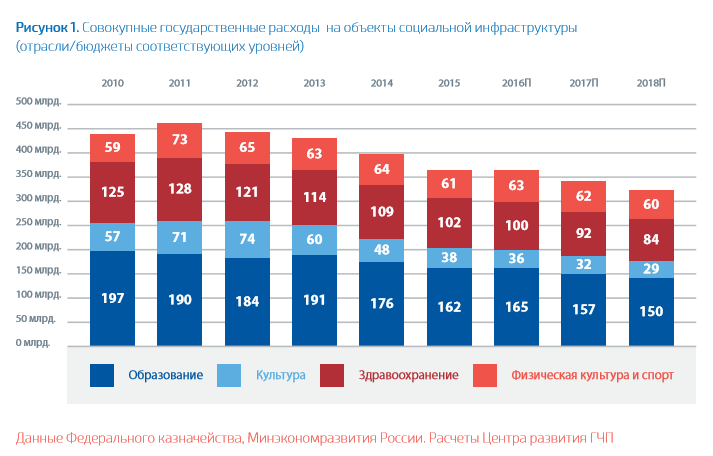 Рисунок 1. Совокупные государственные расходы на объекты социальной инфраструктуры
(отрасли/бюджеты соответствующих уровней)
2010 2011 2012 2013 2014 2015 2016П 2017П 2018П
500 млрд.
450 млрд.
400 млрд.
350 млрд.
300 млрд.
250 млрд.
200 млрд.
150 млрд.
100 млрд.
50 млрд.
0 млрд.
59 73 65 63 64 61 63 62 60
125 128 121 114 109 102 100 92 84
57 71 74 60 48 38 36 32 29
197 190 184 191 176 162 165 157 150
Образование Культура Здравоохранение Физическая культура и спорт
Данные Федерального казначейства, Минэкономразвития России. Расчеты Центра развития ГЧП